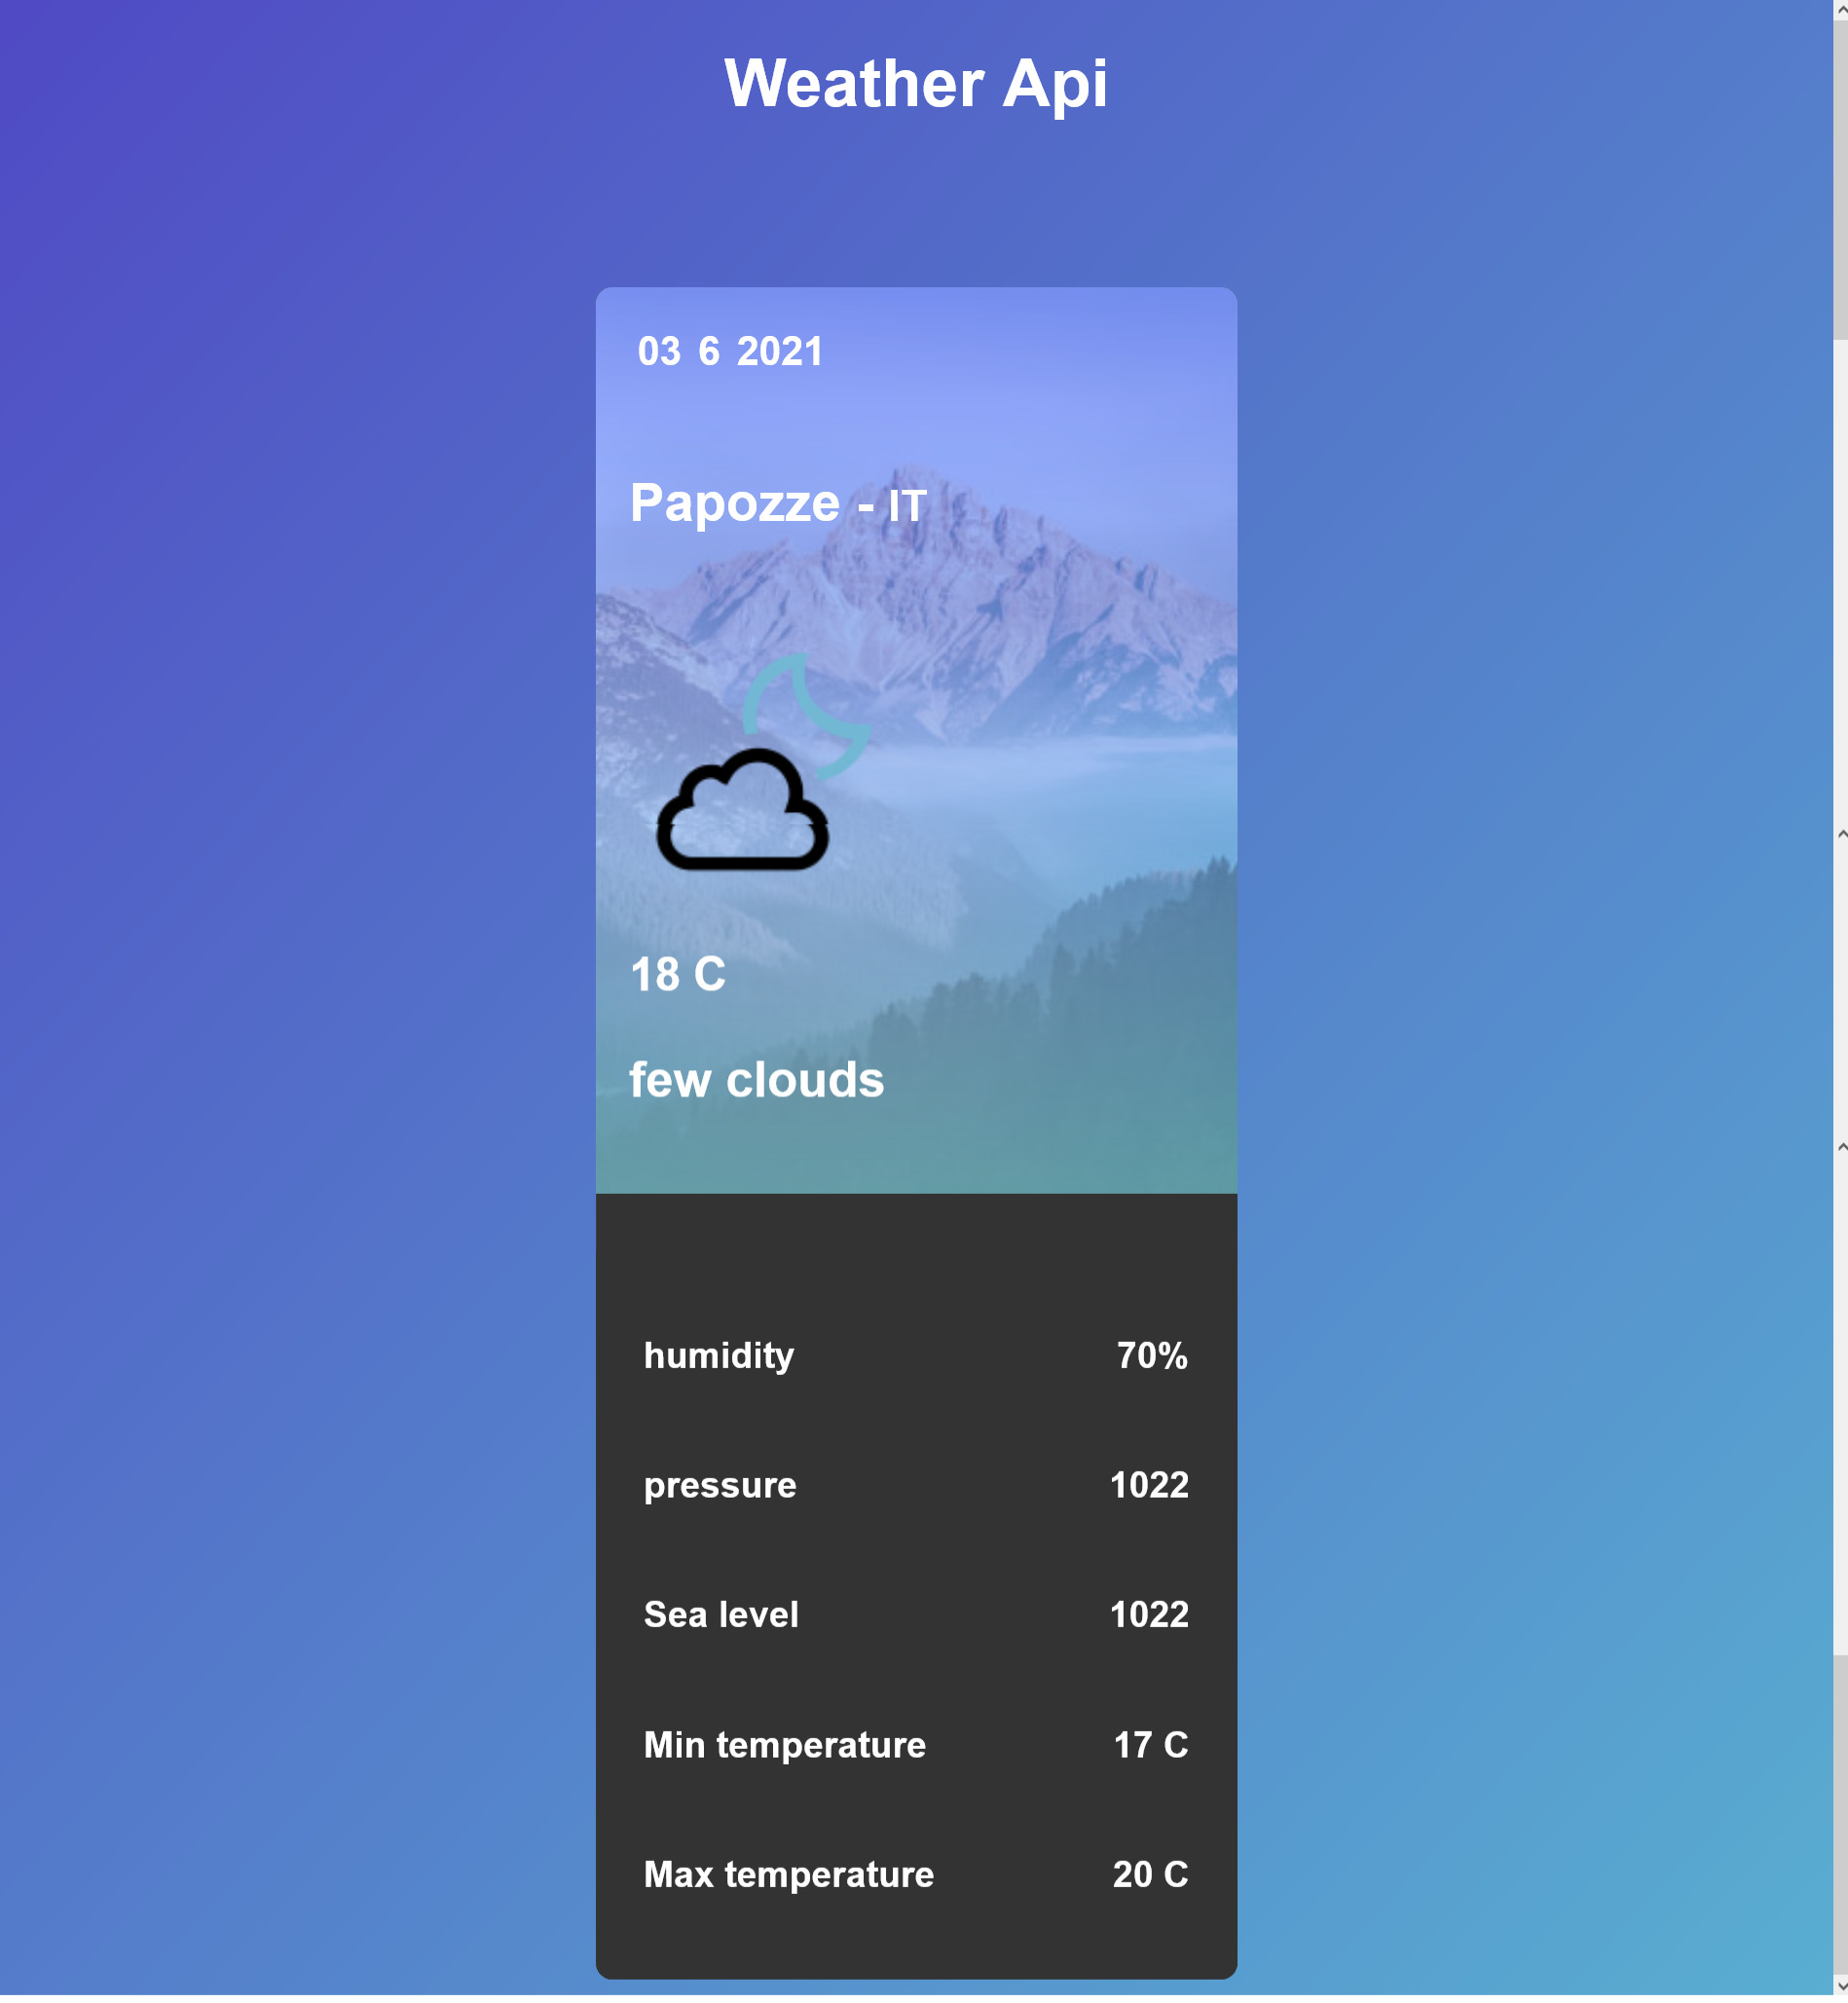 Weather Api
03 6 2021
Papozze - IT
18 C
few clouds
humidity 70%
pressure 1022
Sea level 1022
Min temperature 17 C
Max temperature 20 C